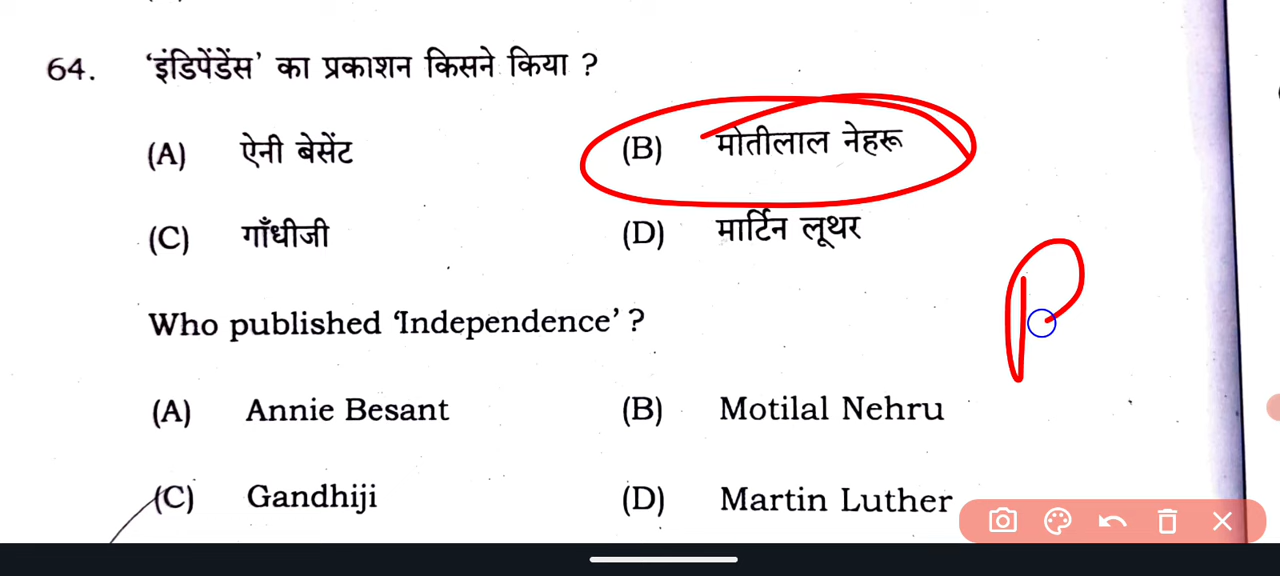 64. 'इंडिपेंडेंस' का प्रकाशन किसने किया ?
(A) ऐनी बेसेंट (B) मोतीलाल नेहरू
(C) गाँधीजी (D) मार्टिन लूथर
P
Who published 'Independence' ?
(A) Annie Besant (B) Motilal Nehru
(C) Gandhiji (D) Martin Luther